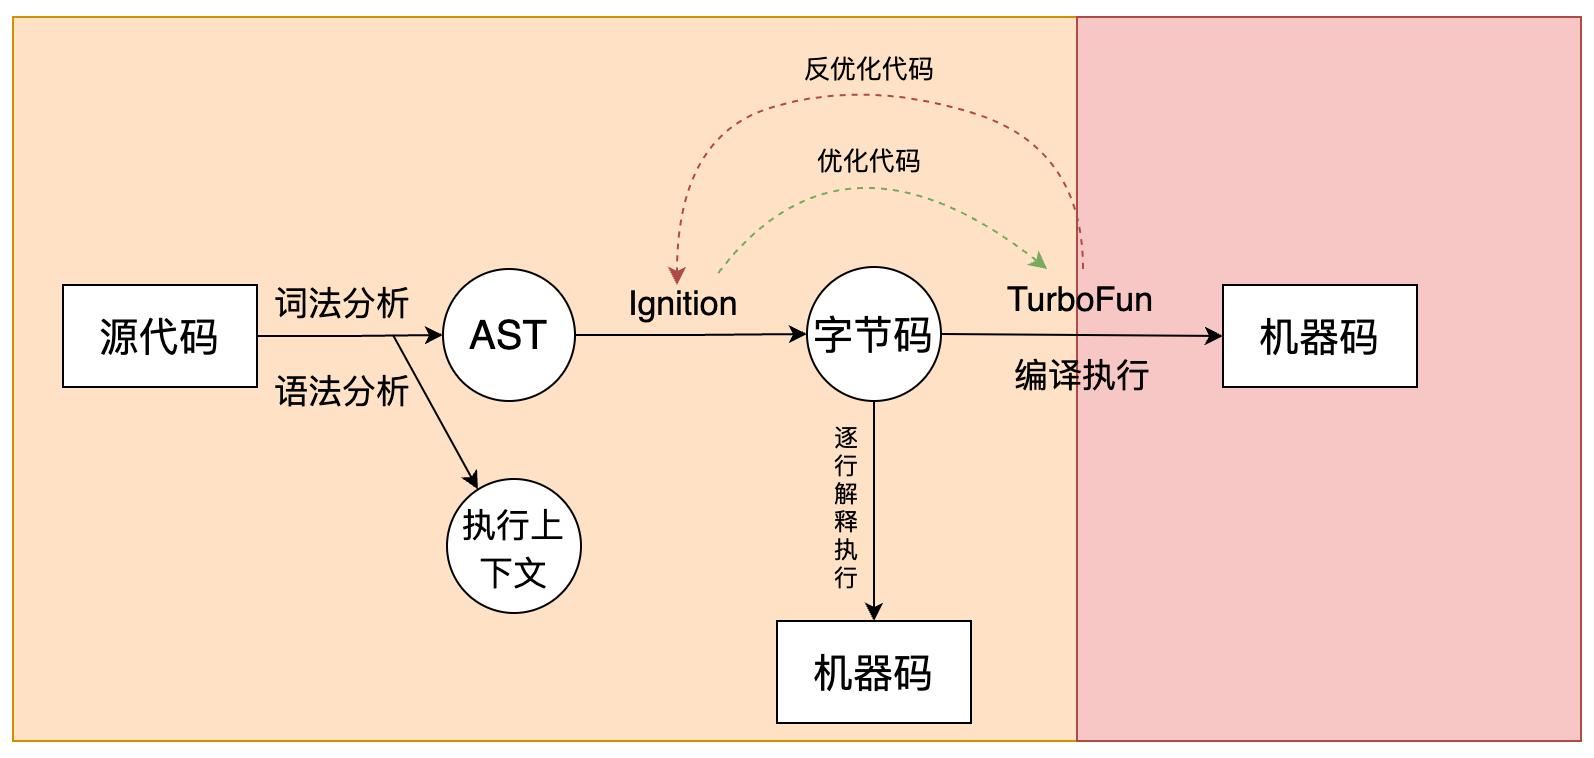 反优化代码
优化代码
源代码
词法分析
语法分析
AST
Ignition
字节码
TurboFun
编译执行
机器码
执行上
下文
逐
行
解
释
执
行
机器码